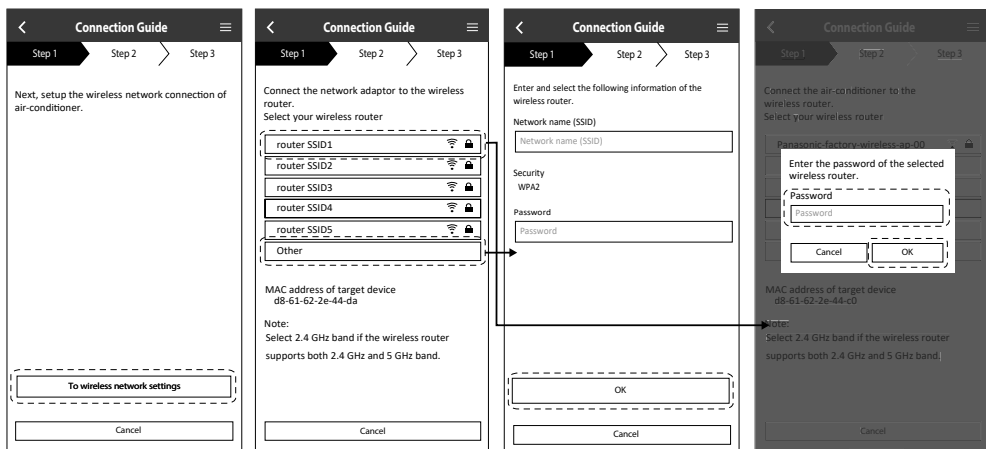 Connection Guide
Step 1
Step 2
Step 3
Next, setup the wireless network connection of
air-conditioner.
To wireless network settings
Cancel
Connection Guide
Step 1
Step 2
Step 3
Connect the network adaptor to the wireless
router.
Select your wireless router
router SSID1
router SSID2
router SSID3
router SSID4
router SSID5
Other
MAC address of target device
d8-61-62-2e-44-da
Note:
Select 2.4 GHz band if the wireless router
supports both 2.4 GHz and 5 GHz band.
Cancel
Connection Guide
Step 1
Step 2
Step 3
Enter and select the following information of the
wireless router.
Network name (SSID)
Network name (SSID)
Security
WPA2
Password
Password
OK
Cancel
Connection Guide
Step 1
Step 2
Step 3
Connect the air-conditioner to the
wireless router.
Select your wireless router
Panasonic-factory-wireless-ap-00
Enter the password of the selected
wireless router.
Password
Password
Cancel
OK
MAC address of target device
d8-61-62-2e-44-c0
Note:
Select 2.4 GHz band if the wireless router
supports both 2.4 GHz and 5 GHz band.
Cancel